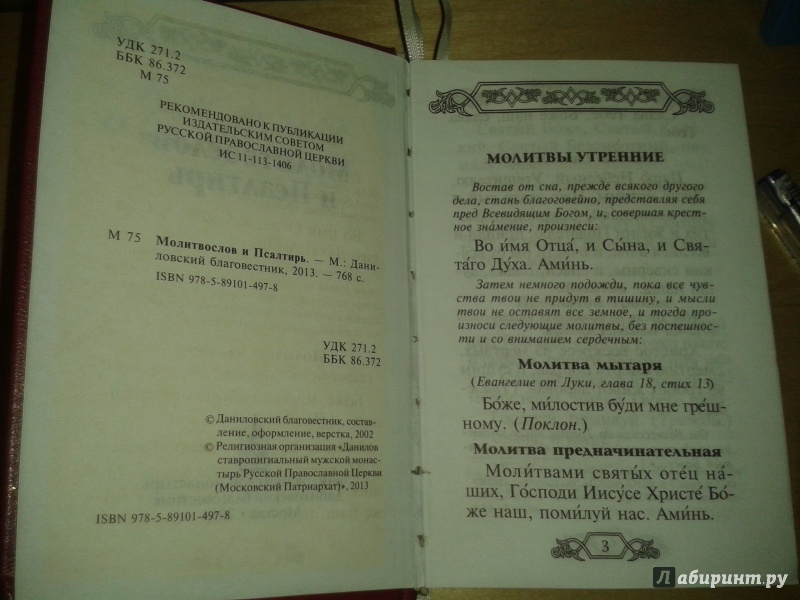 УДК 271.2
ББК 86.372
М 75
РЕКОМЕНДОВАНО К ПУБЛИКАЦИИ
ИЗДАТЕЛЬСКИМ СОВЕТОМ
РУССКОЙ ПРАВОСЛАВНОЙ ЦЕРКВИ
ИС 11-113-1406
М 75 Молитвослов и Псалтирь. — М.: Дани-
ловский благовестник, 2013. — 768 с.
ISBN 978-5-89101-497-8
УДК 271.2
ББК 86.372
© Даниловский благовестник, состав-
ление, оформление, верстка, 2002
© Религиозная организация «Данилов
ставропигиальный мужской монас-
тырь Русской Православной Церкви
(Московский Патриархат)», 2013
ISBN 978-5-89101-497-8
МОЛИТВЫ УТРЕННИЕ
Востав от сна, прежде всякого другого
дела, стань благоговейно, представляя себя
пред Всевидящим Богом, и, совершая крест-
ное зна́мение, произнеси:
Во и́мя Отца́, и Сы́на, и Свя-
та́го Ду́ха. Ами́нь.
Затем немного подожди, пока все чув-
ства твои не придут в тишину, и мысли
твои не оставят все земное, и тогда про-
износи следующие молитвы, без поспешнос-
ти и со вниманием сердечным:
Молитва мытаря
(Евангелие от Луки, глава 18, стих 13)
Бо́же, ми́лостив бу́ди мне гре́ш-
ному. (Поклон.)
Молитва предначинательная
Моли́твами святы́х оте́ц на́-
ших, Го́споди Иису́се Христе́ Бо́-
же наш, поми́луй нас. Ами́нь.
3
Лабиринт.ру